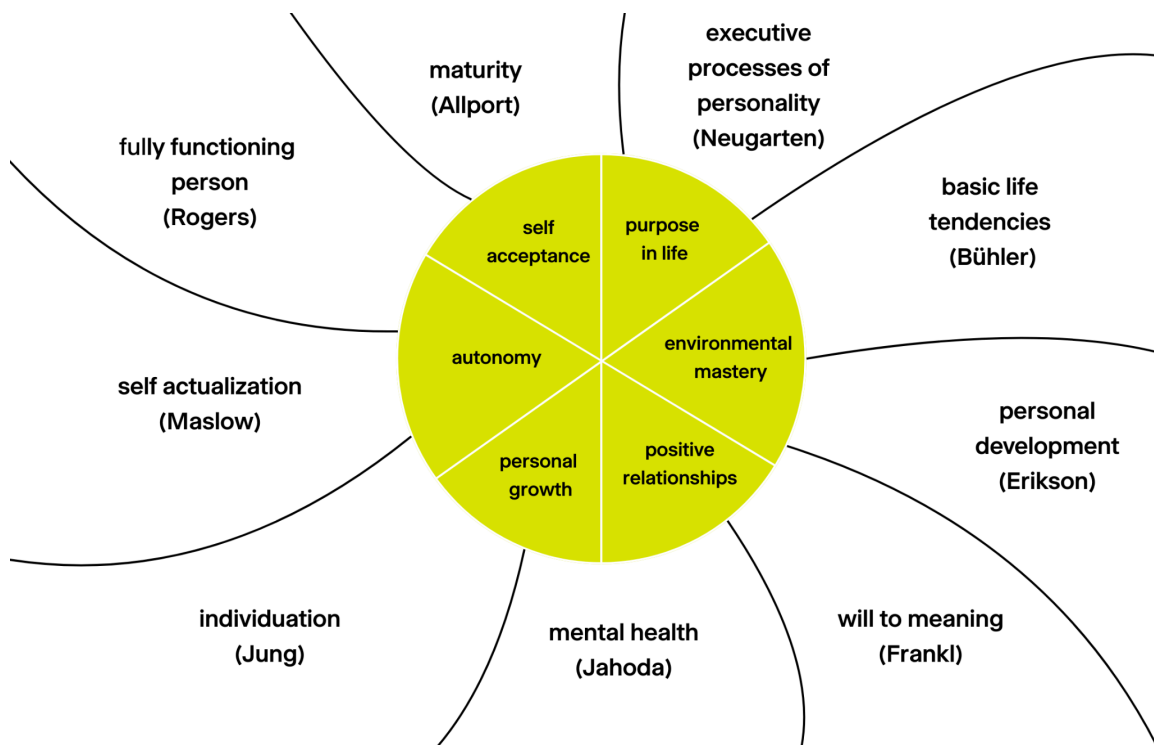 executive
processes of
personality
(Neugarten)
maturity
(Allport)
fully functioning
person
(Rogers)
basic life
tendencies
(Bühler)
self
acceptance
purpose
in life
autonomy
environmental
mastery
personal
growth
positive
relationships
self actualization
(Maslow)
personal
development
(Erikson)
individuation
(Jung)
mental health
(Jahoda)
will to meaning
(Frankl)